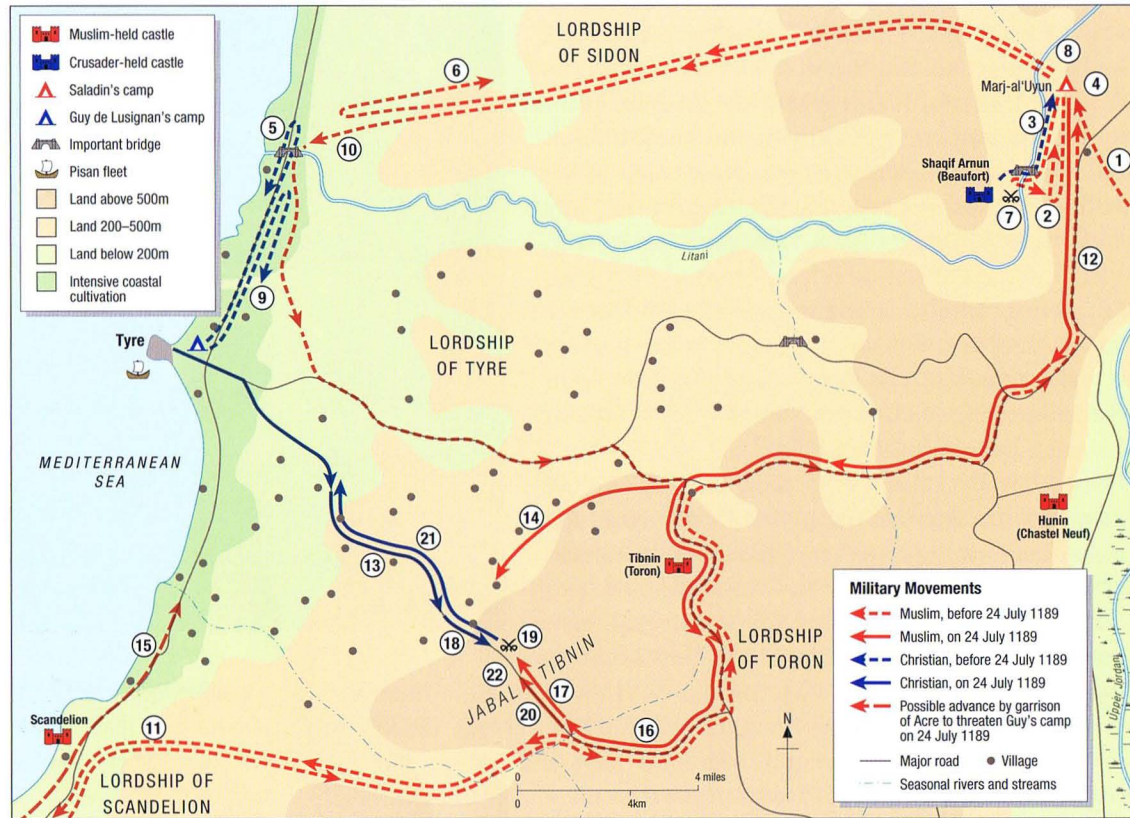 Muslim-held castle
Crusader-held castle
Saladin's camp
Guy de Lusignan's camp
Important bridge
Pisan fleet
Land above 500m
Land 200–500m
Land below 200m
Intensive coastal
cultivation
LORDSHIP
OF SIDON
8
6
Marj-al'Uyun
4
5
3
10
1
Shaqif Arnun
(Beaufort)
7
2
12
Litani
9
Tyre
LORDSHIP
OF TYRE
MEDITERRANEAN
SEA
14
21
13
Hunin
(Chastel Neuf)
Tibnin
(Toron)
15
18
19
LORDSHIP
OF TORON
22
17
JABAL TIBNIN
20
16
Scandelion
11
LORDSHIP OF
SCANDELION
0
4 miles
0
4km
N
Upper Jordan
Military Movements
Muslim, before 24 July 1189
Muslim, on 24 July 1189
Christian, before 24 July 1189
Christian, on 24 July 1189
Possible advance by garrison
of Acre to threaten Guy's camp
on 24 July 1189
Major road
Village
Seasonal rivers and streams